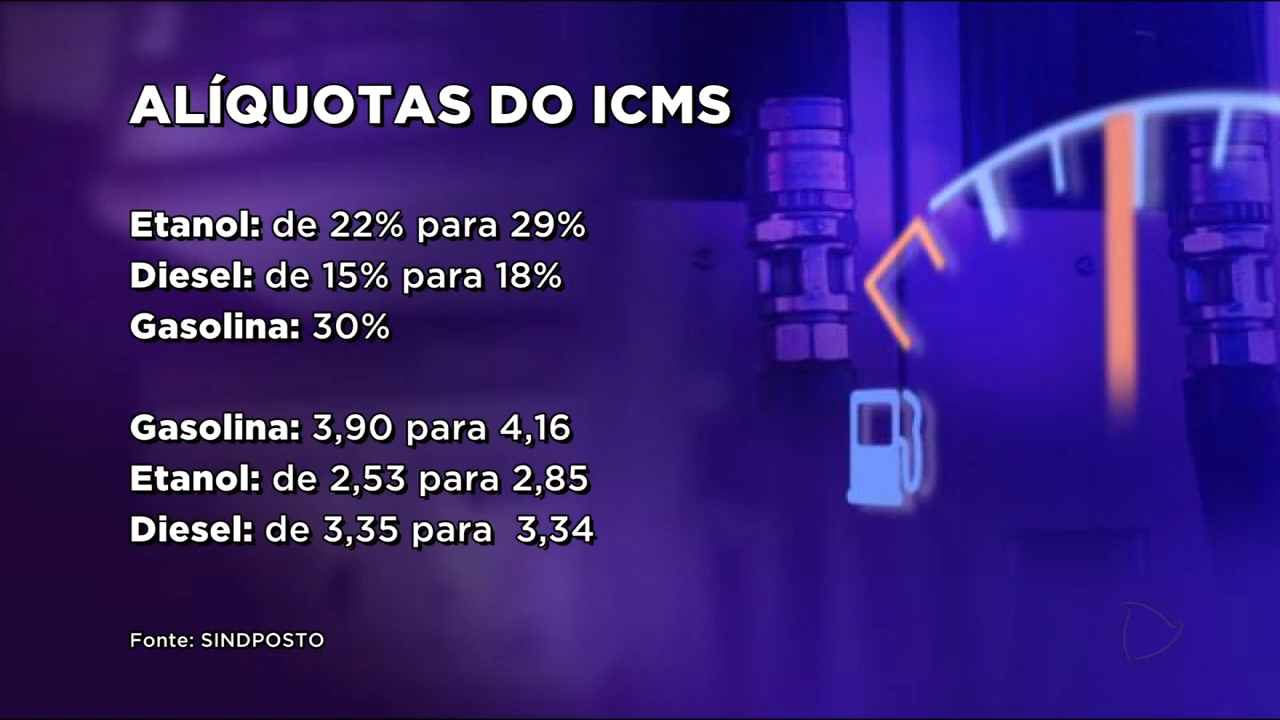 ALÍQUOTAS DO ICMS
Etanol: de 22% para 29%
Diesel: de 15% para 18%
Gasolina: 30%
Gasolina: 3,90 para 4,16
Etanol: de 2,53 para 2,85
Diesel: de 3,35 para 3,34
Fonte: SINDPOSTO